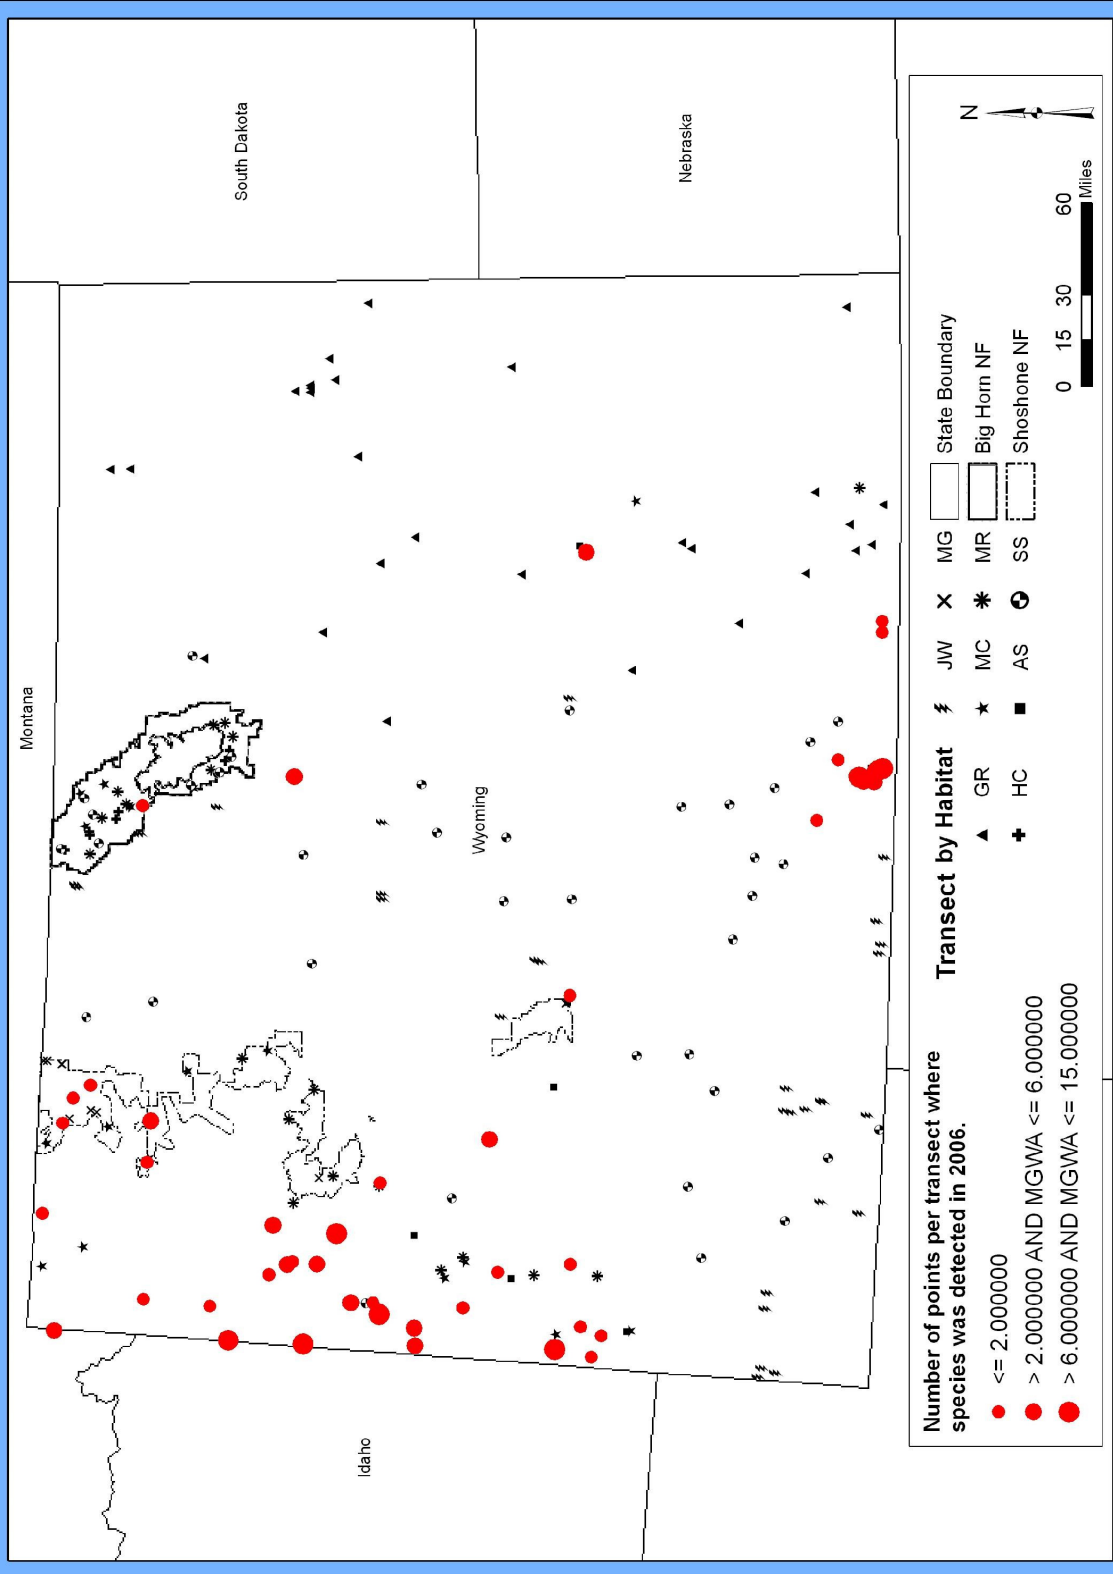 Montana
South Dakota
Wyoming
Idaho
Nebraska
Number of points per transect where
species was detected in 2006.
<= 2.000000
> 2.000000 AND MGWA <= 6.000000
> 6.000000 AND MGWA <= 15.000000
Transect by Habitat
GR
HC
JW
MC
AS
MG
MR
SS
State Boundary
Big Horn NF
Shoshone NF
N
0 15 30 60
Miles